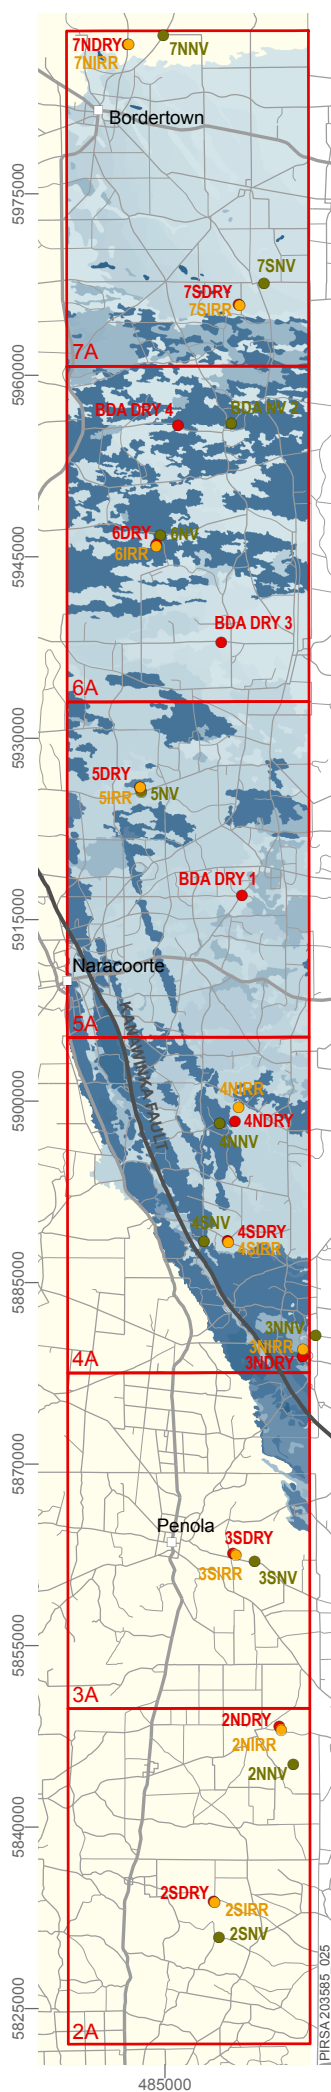 7NDRY
7NNV
7NIRR
Bordertown
5975000
7SNV
7SDRY
7SIRR
7A
5960000
BDA DRY 4
BDA NV 2
6DRY
6NV
6IRR
5945000
BDA DRY 3
6A
5930000
5DRY
5IRR
5NV
BDA DRY 1
5915000
Naracoorte
5A
KANAWINKA FAULT
4NIRR
5900000
4NDRY
4NNV
4SNV
4SDRY
4SIRR
5885000
3NNV
3NIRR
3NDRY
4A
5870000
Penola
3SDRY
3SIRR
3SNV
5855000
3A
2NDRY
2NIRR
2NNV
5840000
2SDRY
2SIRR
2SNV
5825000
2A
PIRSA 203585_025
485000